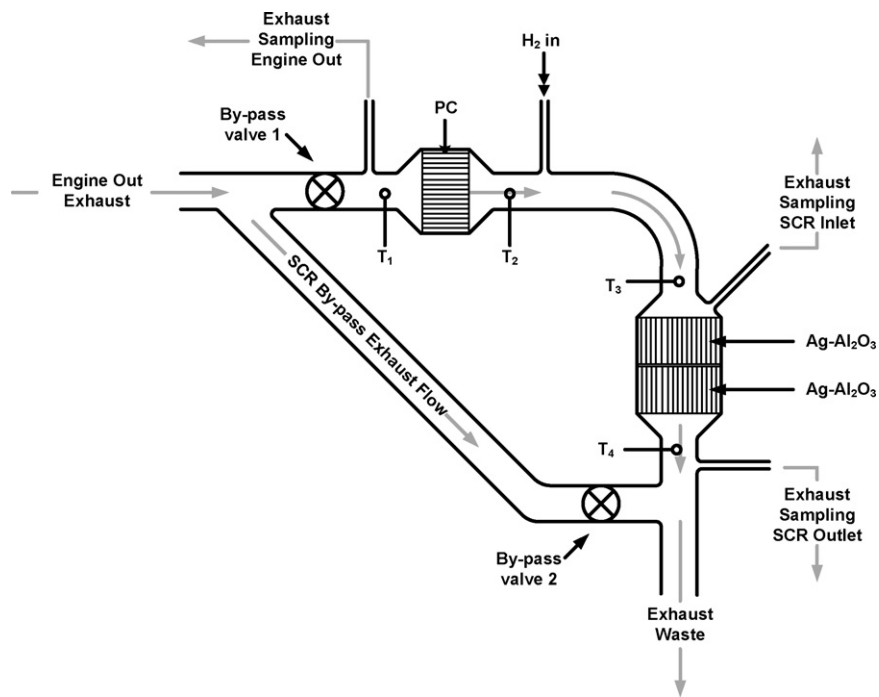 Exhaust
Sampling
Engine Out
H₂ in
By-pass
valve 1
PC
Engine Out
Exhaust
T₁
T₂
Exhaust
Sampling
SCR Inlet
T₃
SCR By-pass Exhaust Flow
Ag-Al₂O₃
Ag-Al₂O₃
T₄
Exhaust
Sampling
SCR Outlet
By-pass
valve 2
Exhaust
Waste